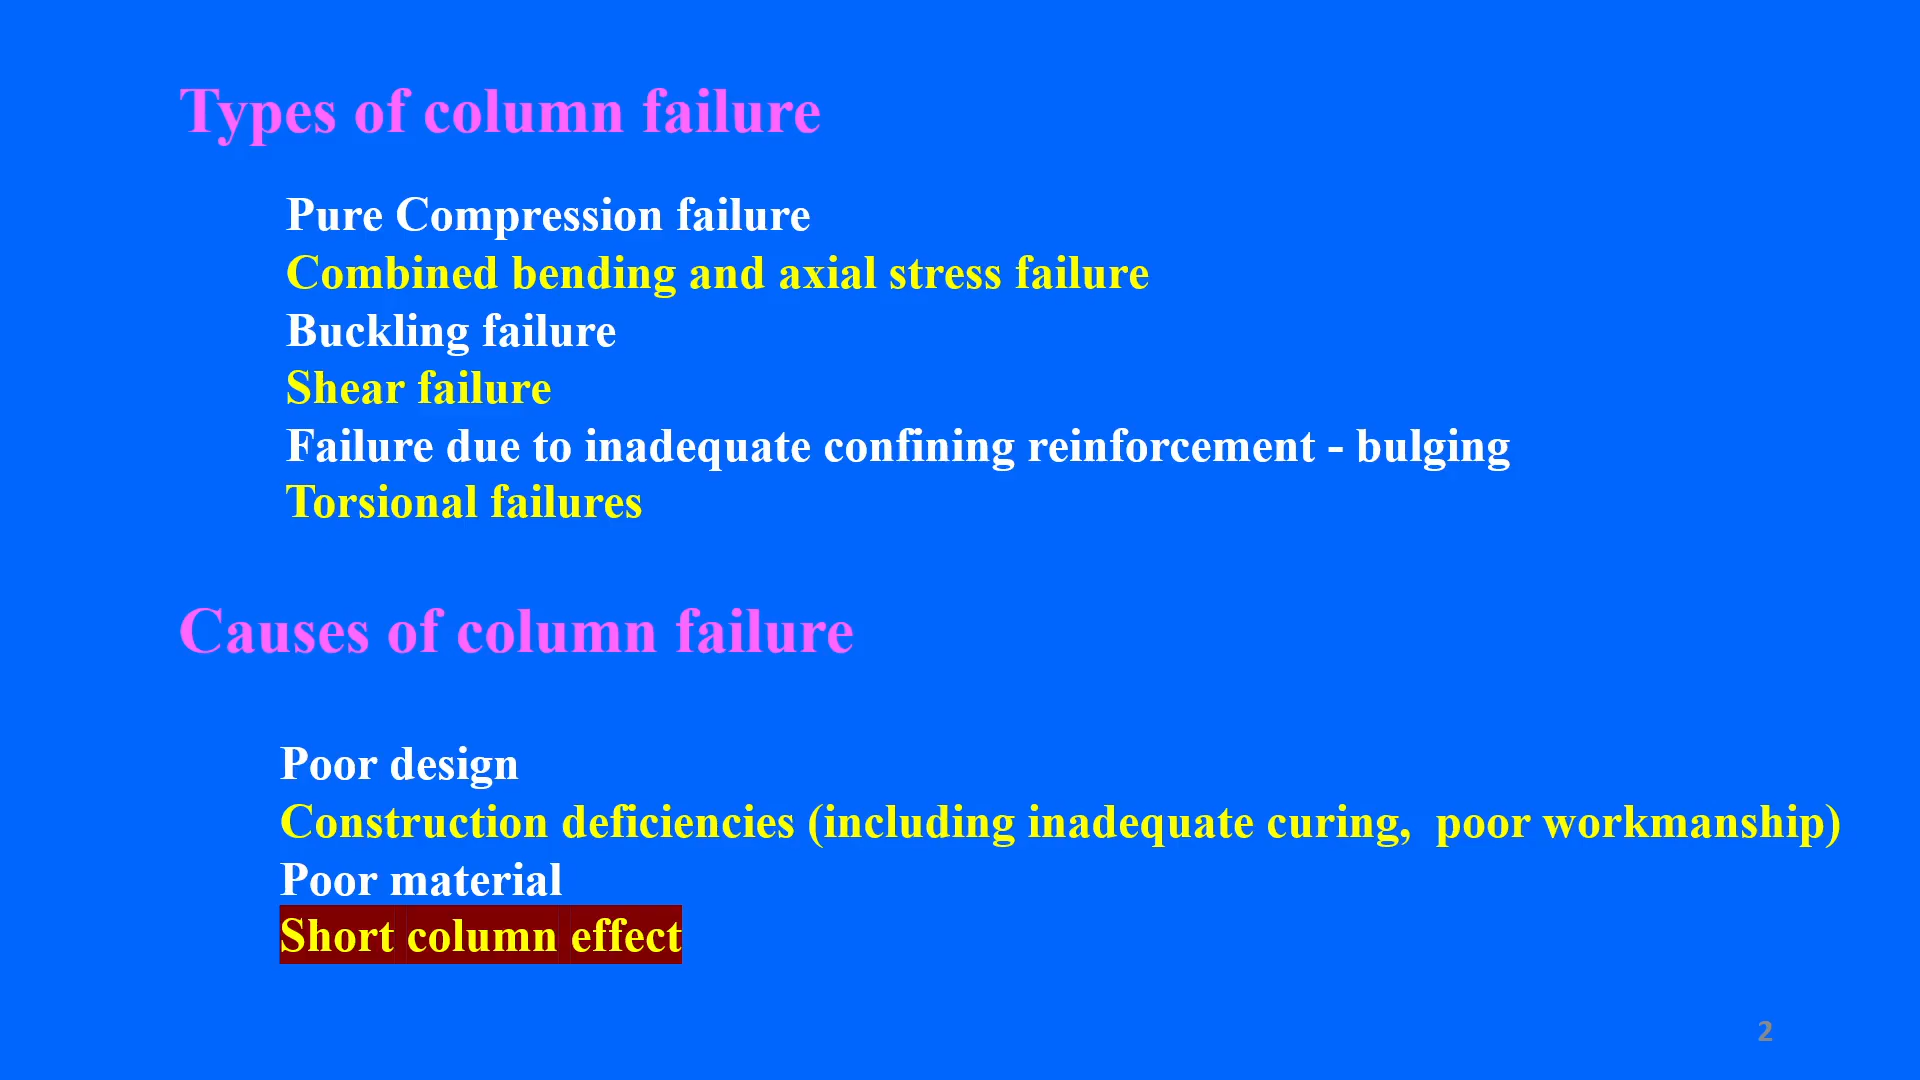 Types of column failure
Pure Compression failure
Combined bending and axial stress failure
Buckling failure
Shear failure
Failure due to inadequate confining reinforcement - bulging
Torsional failures
Causes of column failure
Poor design
Construction deficiencies (including inadequate curing,  poor workmanship)
Poor material
Short column effect
2